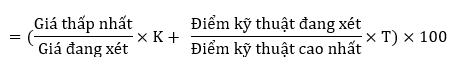 = (Giá thấp nhất / Giá đang xét × K + Điểm kỹ thuật đang xét / Điểm kỹ thuật cao nhất × T) × 100